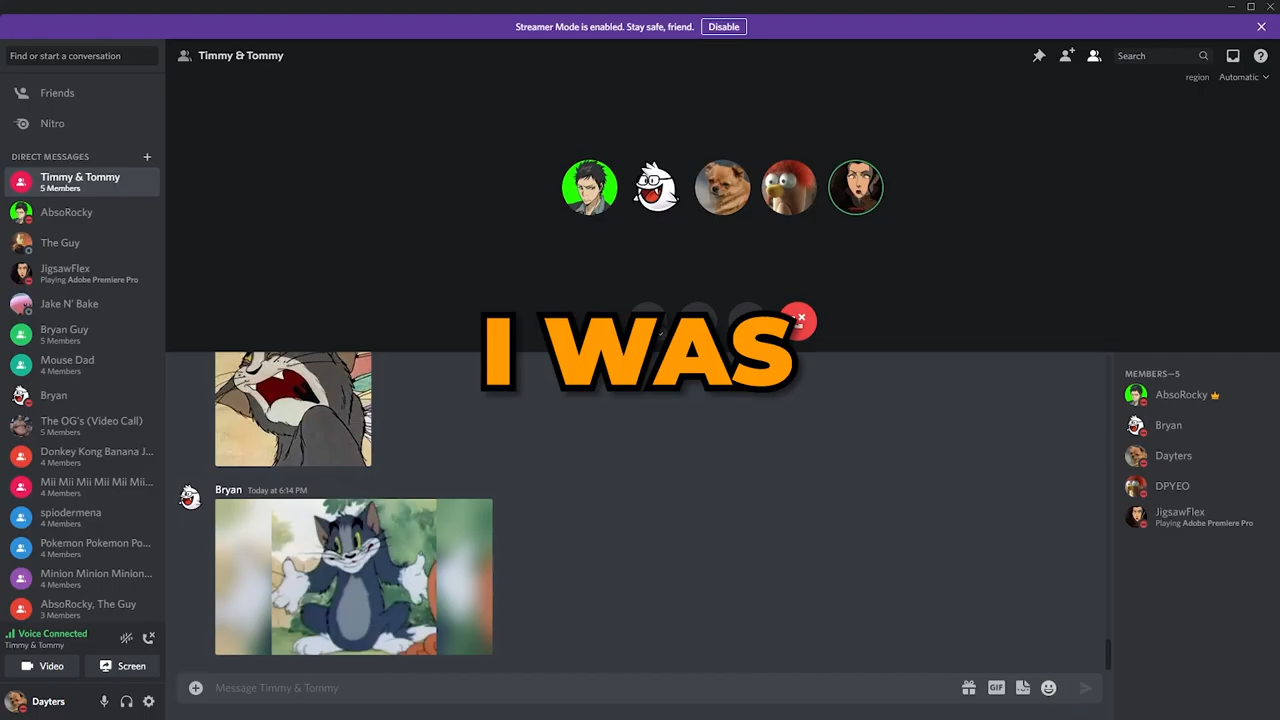 Streamer Mode is enabled. Stay safe, friend. Disable
Find or start a conversation
Timmy & Tommy
Search
region Automatic
Friends
Nitro
DIRECT MESSAGES
Timmy & Tommy
5 Members
AbsoRocky
The Guy
JigsawFlex
Playing Adobe Premiere Pro
Jake N' Bake
Bryan Guy
5 Members
Mouse Dad
4 Members
Bryan
The OG's (Video Call)
5 Members
Donkey Kong Banana J...
4 Members
Mii Mii Mii Mii Mii Mii...
4 Members
spiodermena
4 Members
Pokemon Pokemon Po...
4 Members
Minion Minion Minion...
4 Members
AbsoRocky, The Guy
3 Members
Voice Connected
Timmy & Tommy
Video
Screen
Dayters
I WAS
Bryan Today at 6:14 PM
Message Timmy & Tommy
GIF
MEMBERS—5
AbsoRocky
Bryan
Dayters
DPYEO
JigsawFlex
Playing Adobe Premiere Pro